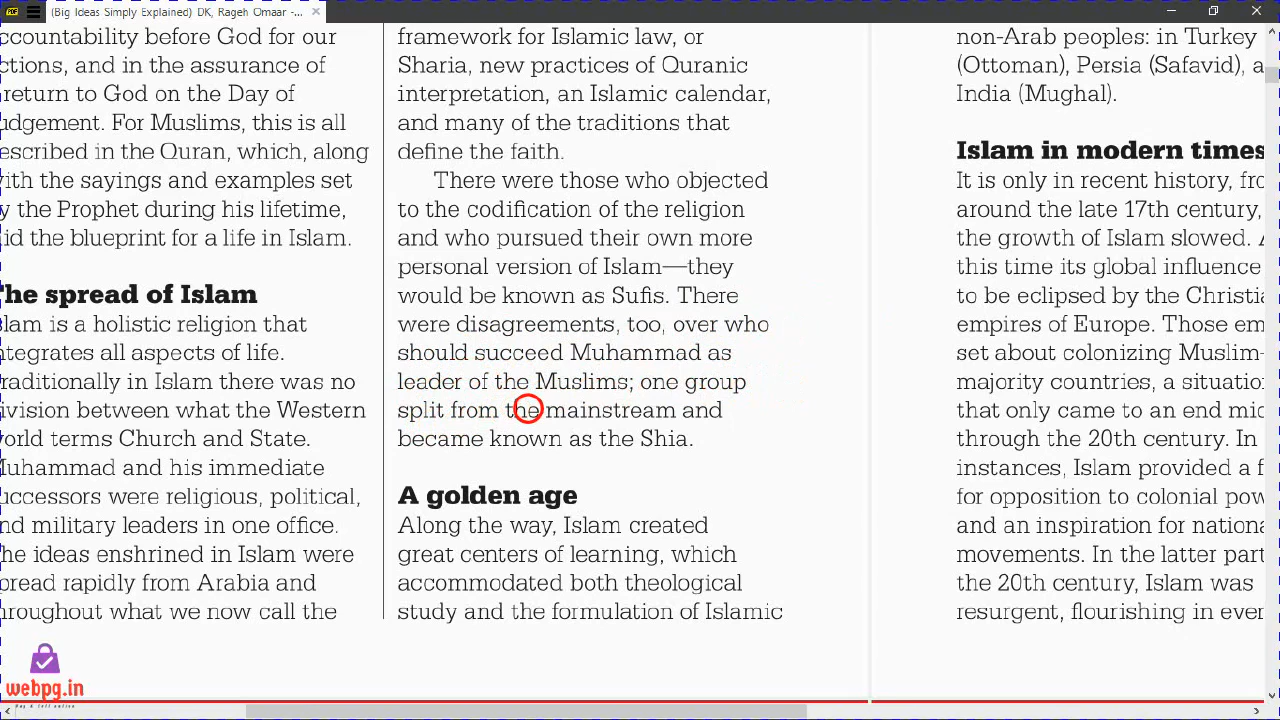 (Big Ideas Simply Explained) DK, Rageh Omaar -...
ccountability before God for our
ctions, and in the assurance of
return to God on the Day of
udgement. For Muslims, this is all
escribed in the Quran, which, along
ith the sayings and examples set
y the Prophet during his lifetime,
id the blueprint for a life in Islam.
The spread of Islam
slam is a holistic religion that
ntegrates all aspects of life.
raditionally in Islam there was no
ivision between what the Western
orld terms Church and State.
Muhammad and his immediate
uccessors were religious, political,
nd military leaders in one office.
he ideas enshrined in Islam were
pread rapidly from Arabia and
hroughout what we now call the
framework for Islamic law, or
Sharia, new practices of Quranic
interpretation, an Islamic calendar,
and many of the traditions that
define the faith.
There were those who objected
to the codification of the religion
and who pursued their own more
personal version of Islam—they
would be known as Sufis. There
were disagreements, too, over who
should succeed Muhammad as
leader of the Muslims; one group
split from the mainstream and
became known as the Shia.
A golden age
Along the way, Islam created
great centers of learning, which
accommodated both theological
study and the formulation of Islamic
non-Arab peoples: in Turkey
(Ottoman), Persia (Safavid), a
India (Mughal).
Islam in modern times
It is only in recent history, fro
around the late 17th century,
the growth of Islam slowed. A
this time its global influence
to be eclipsed by the Christia
empires of Europe. Those em
set about colonizing Muslim-
majority countries, a situatio
that only came to an end mid
through the 20th century. In
instances, Islam provided a f
for opposition to colonial pow
and an inspiration for nationa
movements. In the latter part
the 20th century, Islam was
resurgent, flourishing in ever
webpg.in